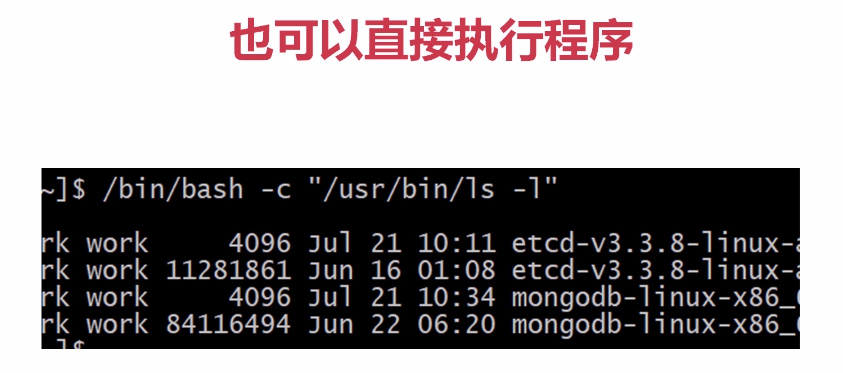 也可以直接执行程序
~]$ /bin/bash -c "/usr/bin/ls -l"
rk work 4096 Jul 21 10:11 etcd-v3.3.8-linux-a
rk work 11281861 Jun 16 01:08 etcd-v3.3.8-linux-a
rk work 4096 Jul 21 10:34 mongodb-linux-x86_
rk work 84116494 Jun 22 06:20 mongodb-linux-x86_
~]$